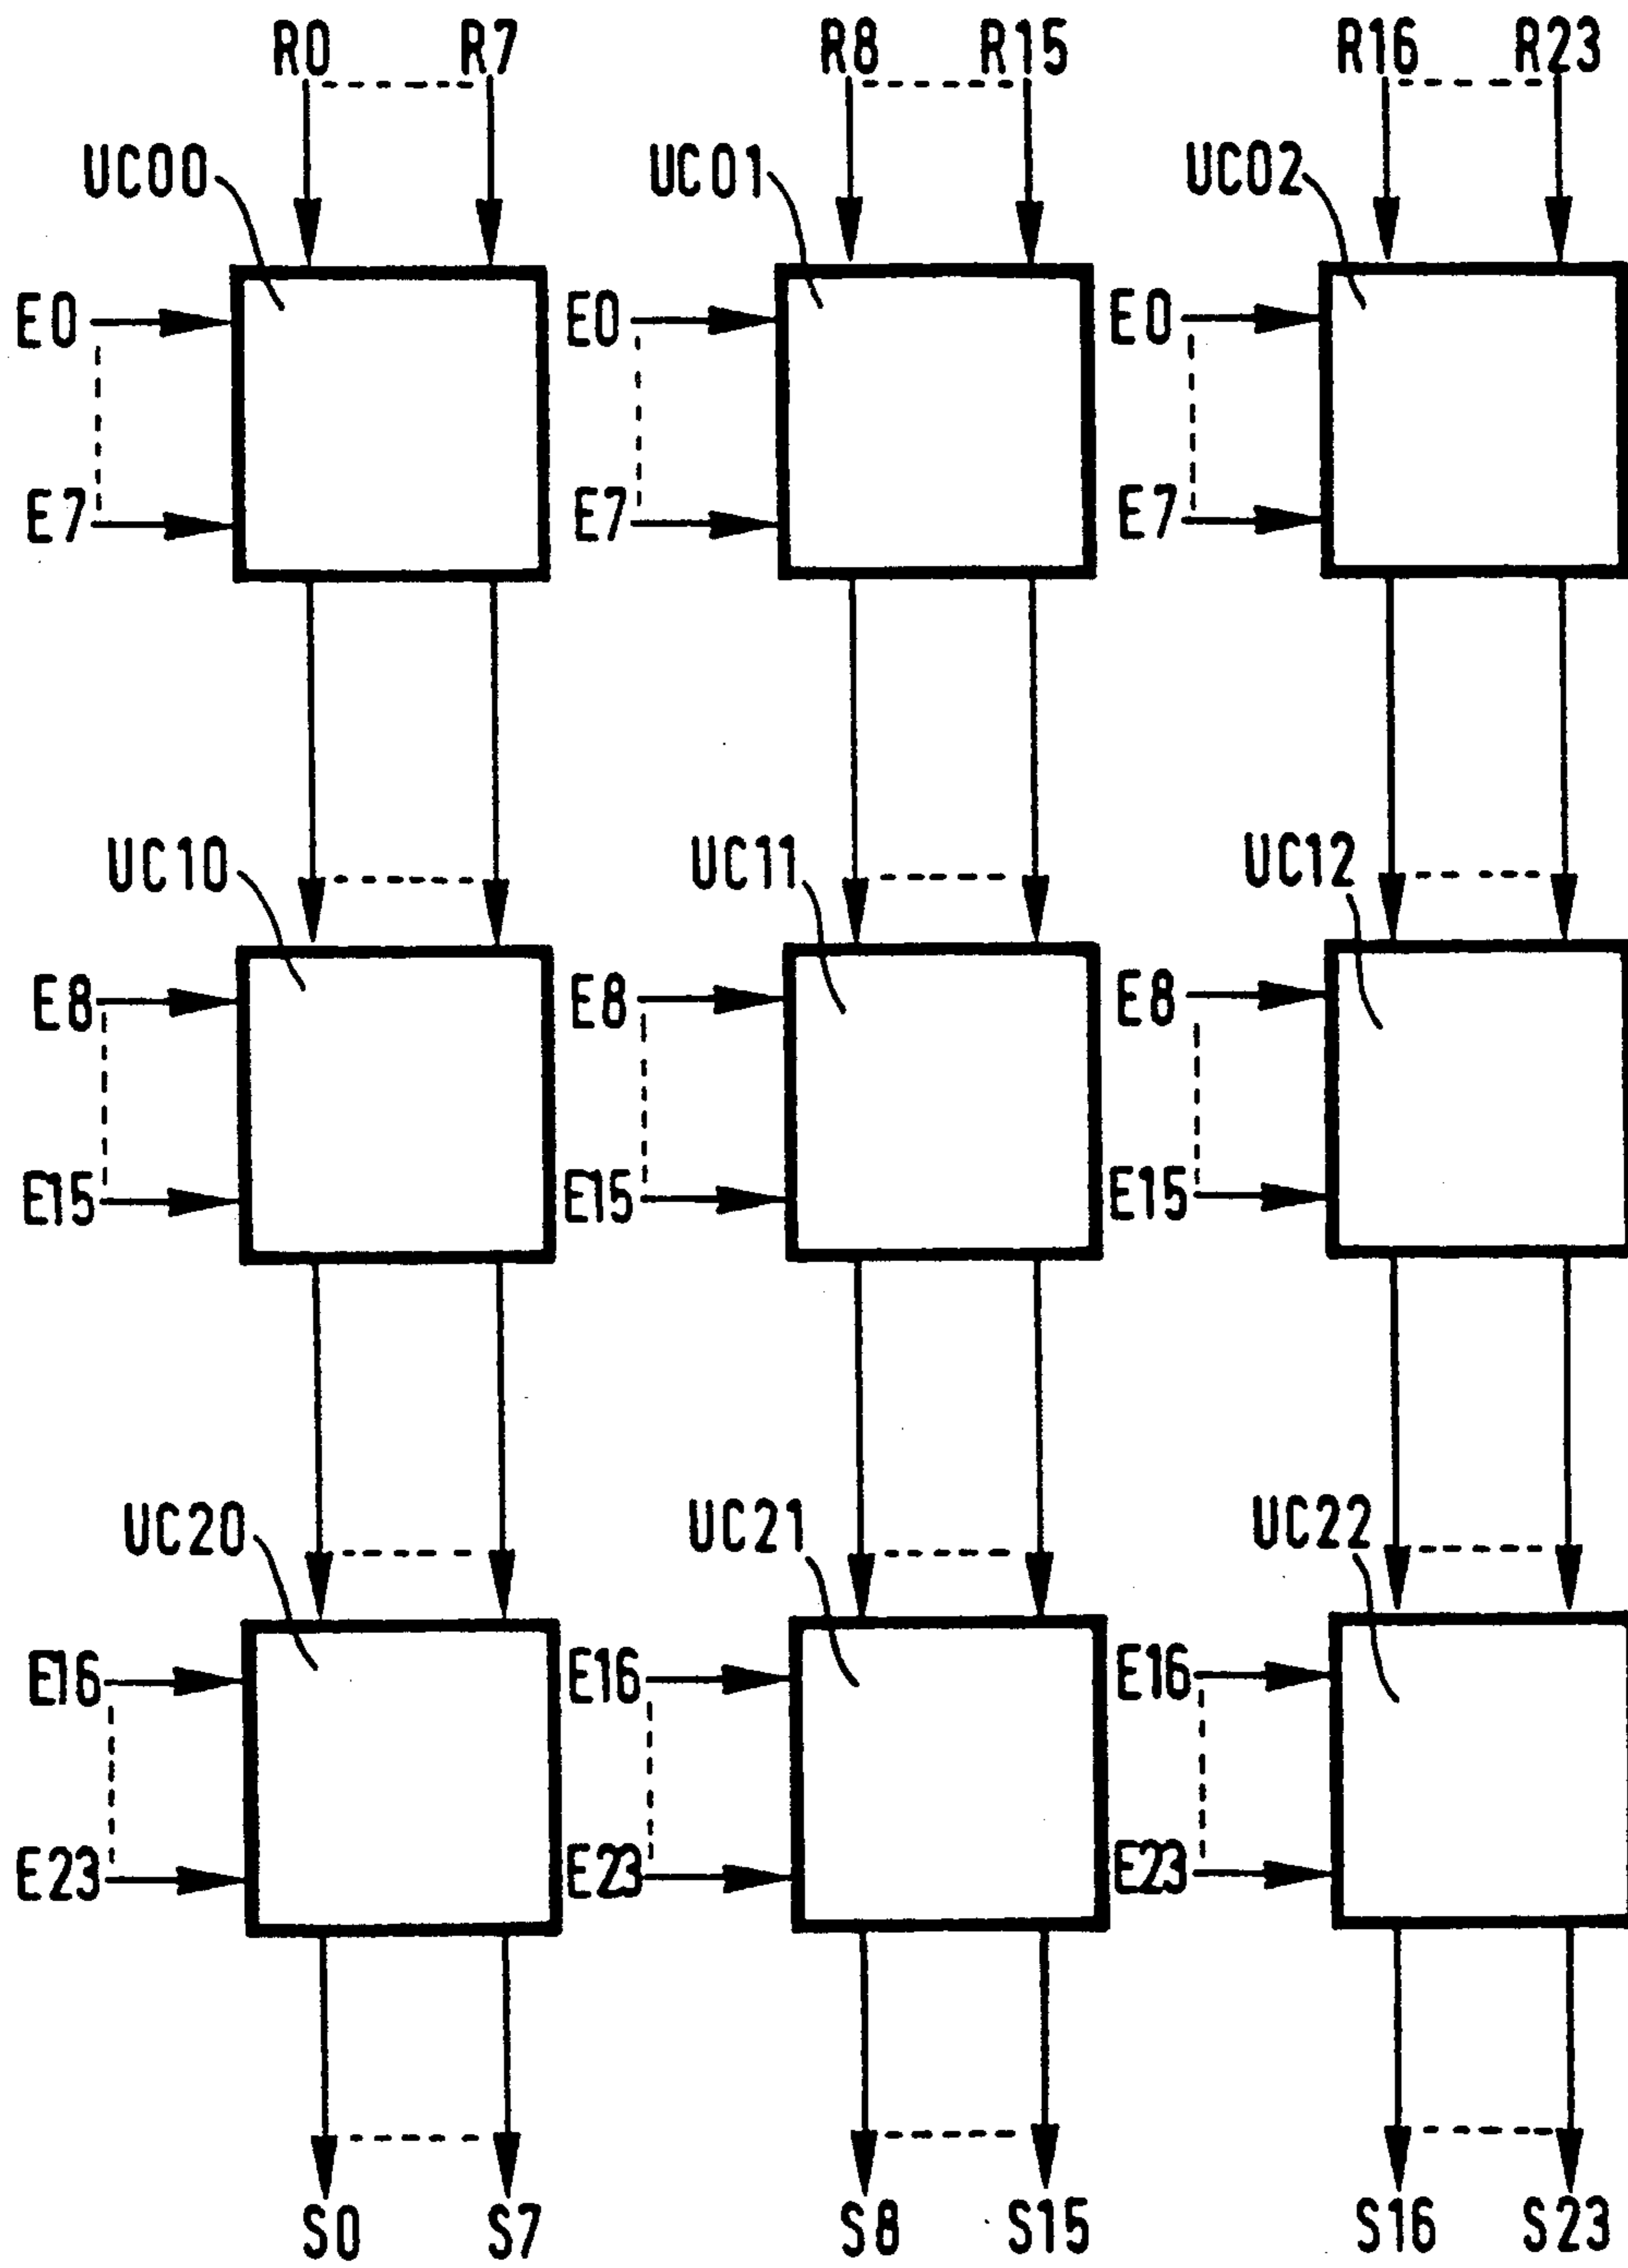 R0 R7 R8 R15 R16 R23
UC00 UC01 UC02
E0 E0 E0
E7 E7 E7
UC10 UC11 UC12
E8 E8 E8
E15 E15 E15
UC20 UC21 UC22
E16 E16 E16
E23 E23 E23
S0 S7 S8 S15 S16 S23